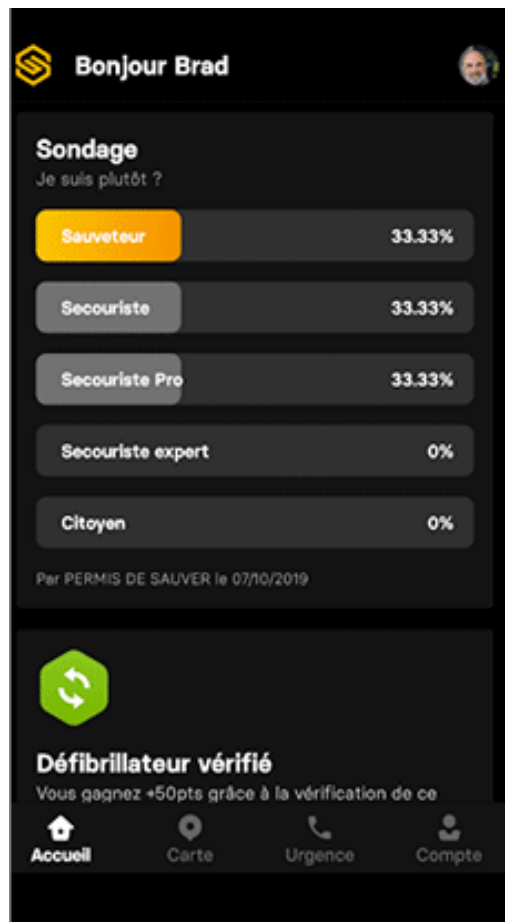 Bonjour Brad
Sondage
Je suis plutôt ?
Sauveteur 33.33%
Secouriste 33.33%
Secouriste Pro 33.33%
Secouriste expert 0%
Citoyen 0%
Par PERMIS DE SAUVER le 07/10/2019
Défibrillateur vérifié
Vous gagnez +50pts grâce à la vérification de ce
Accueil Carte Urgence Compte